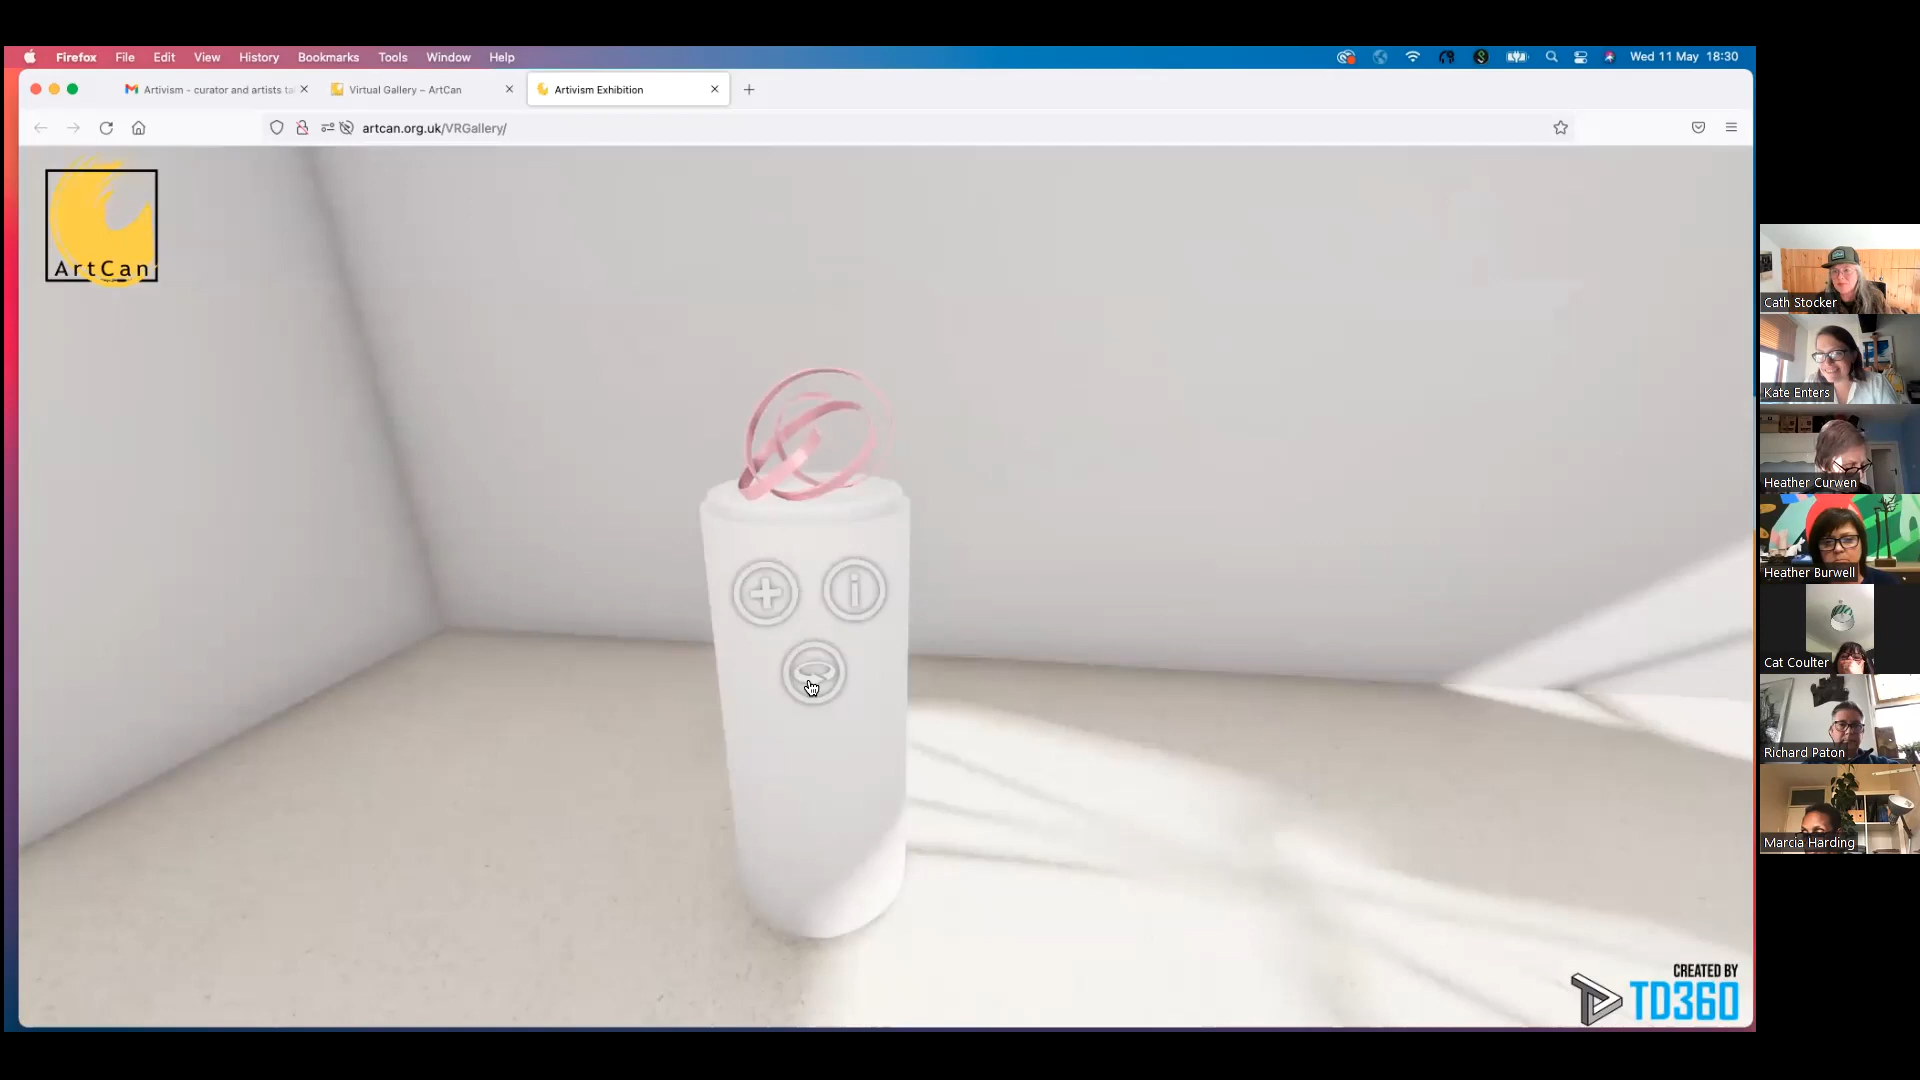 Firefox File Edit View History Bookmarks Tools Window Help Wed 11 May 18:30
Artivism - curator and artists ta Virtual Gallery – ArtCan Artivism Exhibition
artcan.org.uk/VRGallery/
ArtCan
i
CREATED BY
TD360
Cath Stocker
Kate Enters
Heather Curwen
Heather Burwell
Cat Coulter
Richard Paton
Marcia Harding